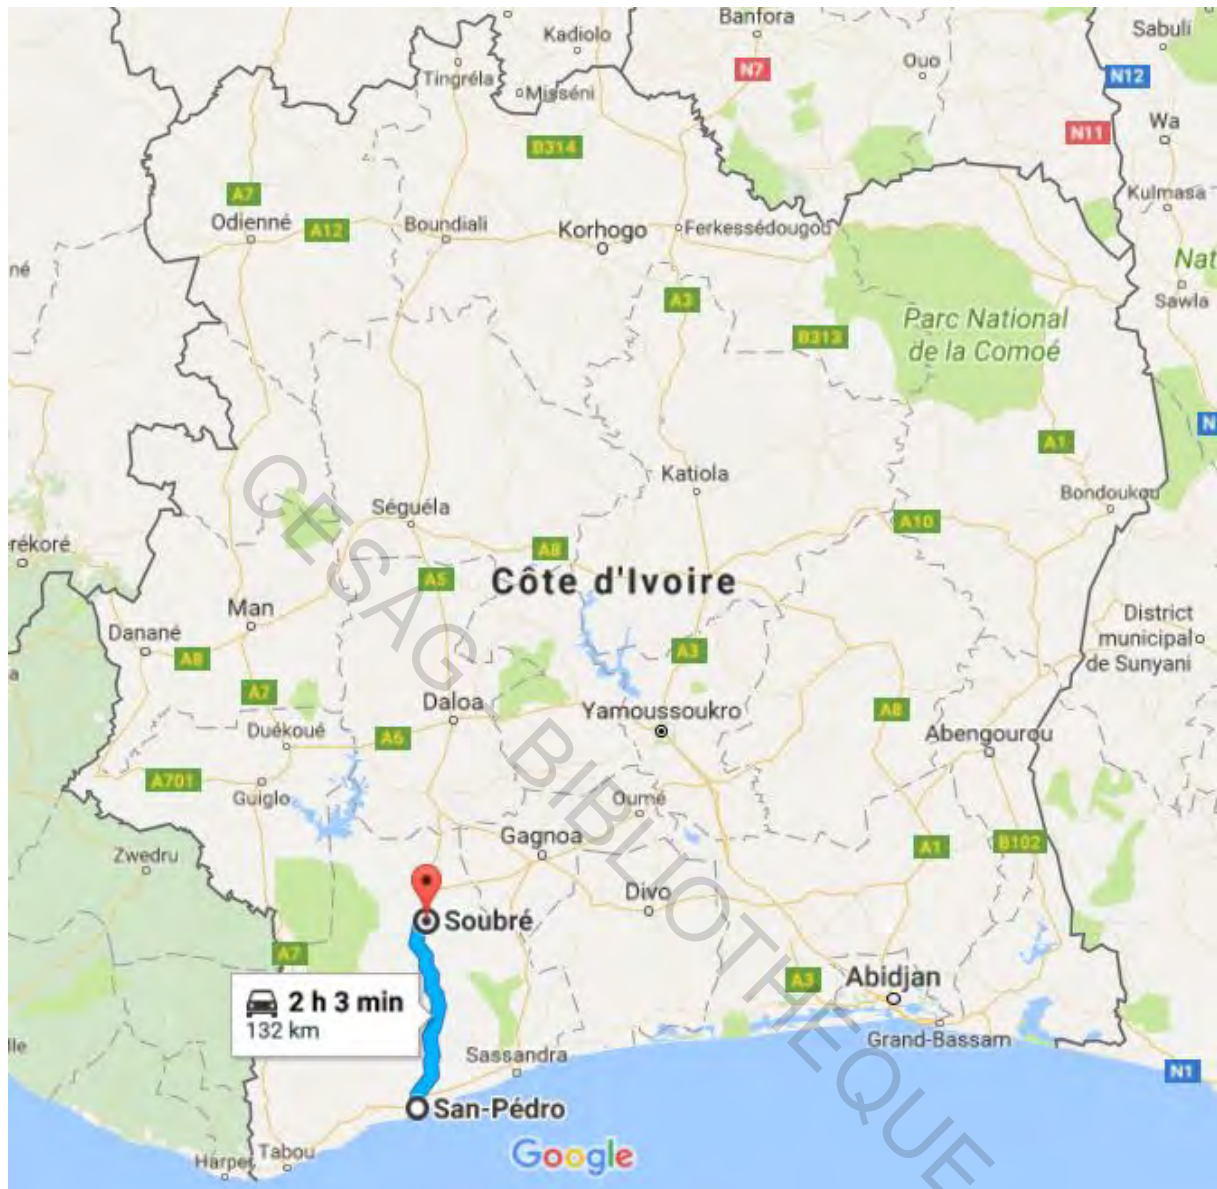 Banfora
Kadiolo
Sabuli
Ouo
N7
N12
Tingréla
Misséni
N11
Wa
B314
A7
Kulmasa
Odienné
A12
Boundiali
Korhogo
Ferkessédougou
né
Nat
A3
Sawla
Parc National
de la Comoé
B313
N
A1
Katiola
Bondoukou
Séguéla
A10
érékoré
A8
A5
Côte d'Ivoire
Man
District
municipal
de Sunyani
Danané
A8
A3
a
A7
Daloa
Yamoussoukro
A8
Duékoué
A6
Abengourou
A701
Guiglo
Oumé
Gagnoa
A1
B102
Zwedru
Divo
Soubré
A7
2 h 3 min
132 km
A3
Abidjan
Grand-Bassam
lle
Sassandra
N1
San-Pédro
Tabou
Harper
Google
CESAG BIBLIOTHEQUE